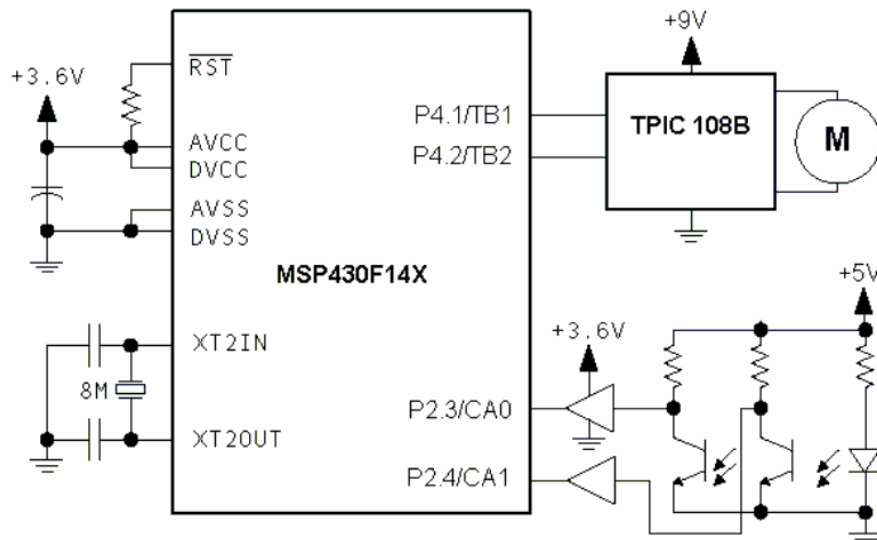 +9V
+3.6V
RST
P4.1/TB1
TPIC 108B
M
AVCC
P4.2/TB2
DVCC
AVSS
DVSS
MSP430F14X
+5V
+3.6V
XT2IN
8M
P2.3/CA0
XT2OUT
P2.4/CA1